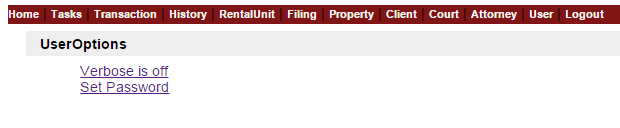 Home | Tasks | Transaction | History | RentalUnit | Filing | Property | Client | Court | Attorney | User | Logout
UserOptions
Verbose is off
Set Password